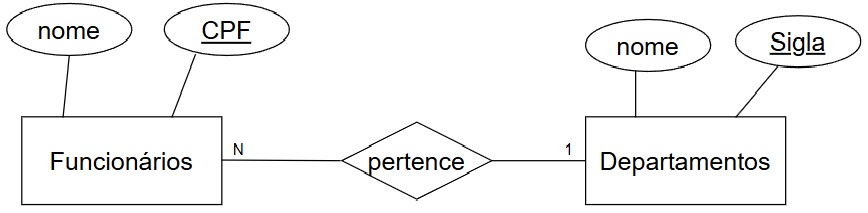 nome
CPF
nome
Sigla
Funcionários
N
pertence
1
Departamentos